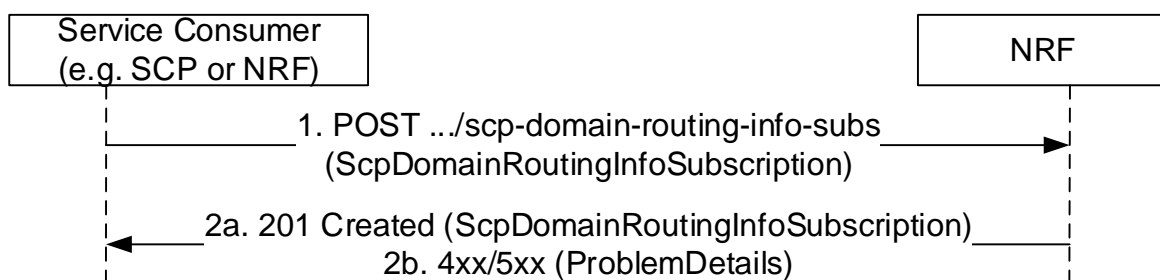 Service Consumer
(e.g. SCP or NRF)
NRF
1. POST .../scp-domain-routing-info-subs
(ScpDomainRoutingInfoSubscription)
2a. 201 Created (ScpDomainRoutingInfoSubscription)
2b. 4xx/5xx (ProblemDetails)